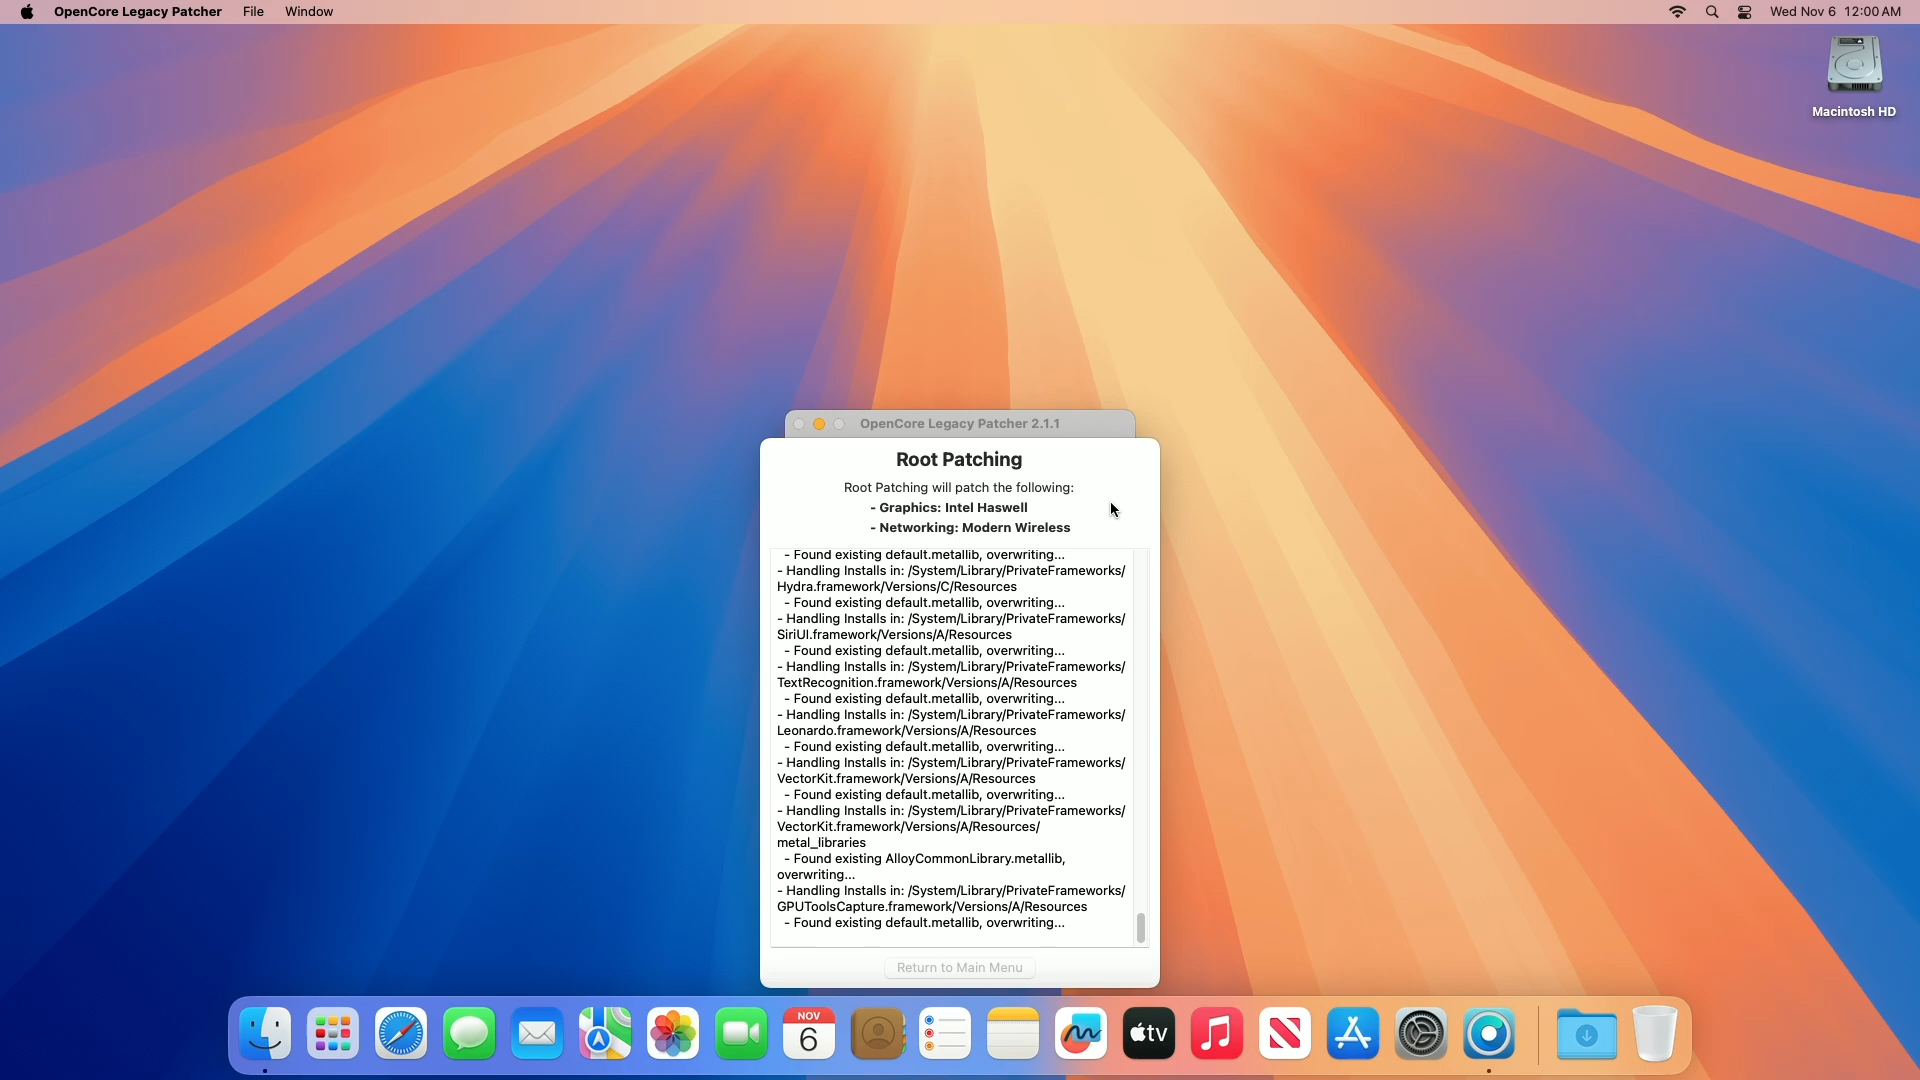 OpenCore Legacy Patcher File Window Wed Nov 6 12:00 AM
Macintosh HD
OpenCore Legacy Patcher 2.1.1
Root Patching
Root Patching will patch the following:
- Graphics: Intel Haswell
- Networking: Modern Wireless
- Found existing default.metallib, overwriting...
- Handling Installs in: /System/Library/PrivateFrameworks/
Hydra.framework/Versions/C/Resources
- Found existing default.metallib, overwriting...
- Handling Installs in: /System/Library/PrivateFrameworks/
SiriUI.framework/Versions/A/Resources
- Found existing default.metallib, overwriting...
- Handling Installs in: /System/Library/PrivateFrameworks/
TextRecognition.framework/Versions/A/Resources
- Found existing default.metallib, overwriting...
- Handling Installs in: /System/Library/PrivateFrameworks/
Leonardo.framework/Versions/A/Resources
- Found existing default.metallib, overwriting...
- Handling Installs in: /System/Library/PrivateFrameworks/
VectorKit.framework/Versions/A/Resources
- Found existing default.metallib, overwriting...
- Handling Installs in: /System/Library/PrivateFrameworks/
VectorKit.framework/Versions/A/Resources/
metal_libraries
- Found existing AlloyCommonLibrary.metallib,
overwriting...
- Handling Installs in: /System/Library/PrivateFrameworks/
GPUToolsCapture.framework/Versions/A/Resources
- Found existing default.metallib, overwriting...
Return to Main Menu
NOV
6
tv